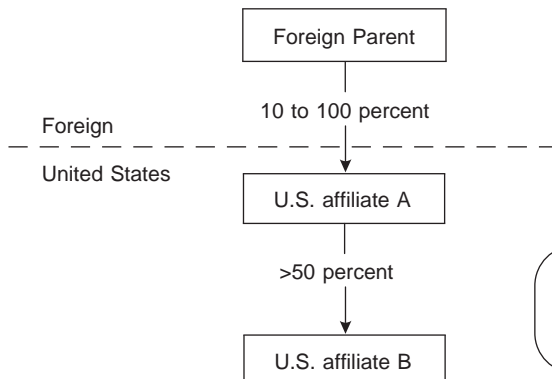 Foreign Parent
10 to 100 percent
Foreign
United States
U.S. affiliate A
>50 percent
U.S. affiliate B